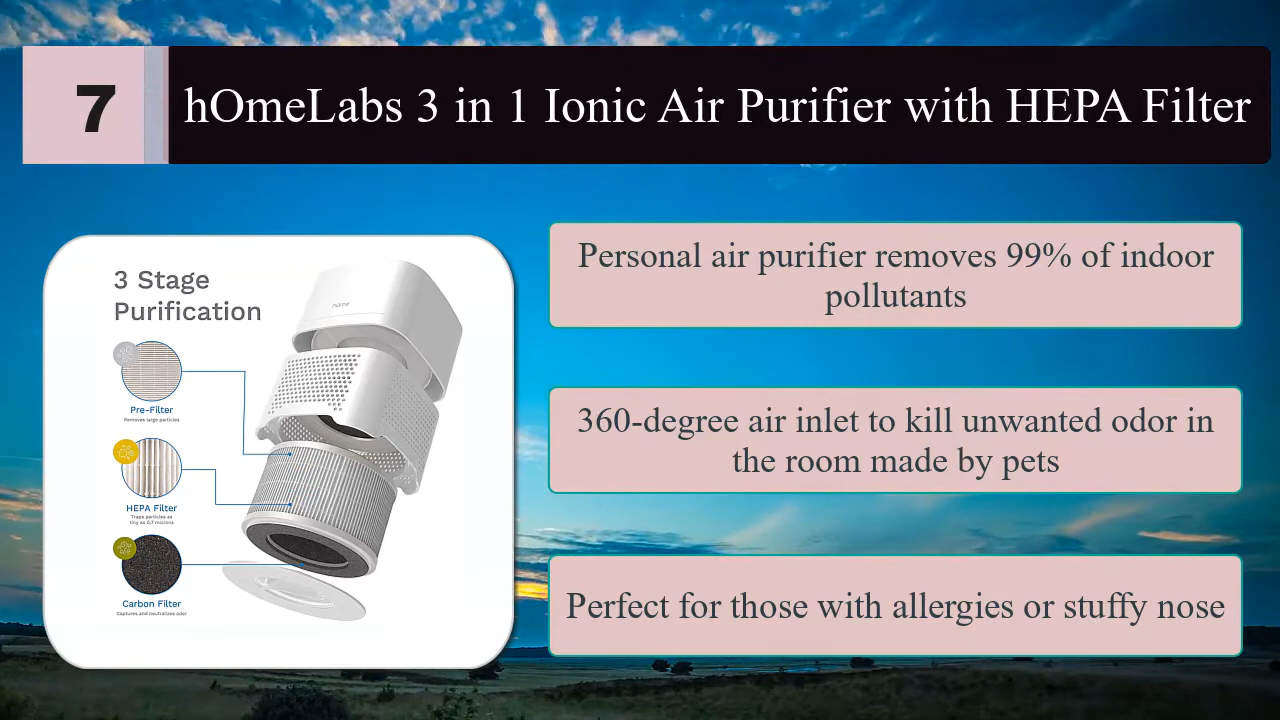 7
hOmeLabs 3 in 1 Ionic Air Purifier with HEPA Filter
3 Stage
Purification
hôme
Pre-Filter
Removes large particles
HEPA Filter
Traps particles as
tiny as 0.3 microns
Carbon Filter
Captures and neutralizes odor
Personal air purifier removes 99% of indoor
pollutants
360-degree air inlet to kill unwanted odor in
the room made by pets
Perfect for those with allergies or stuffy nose